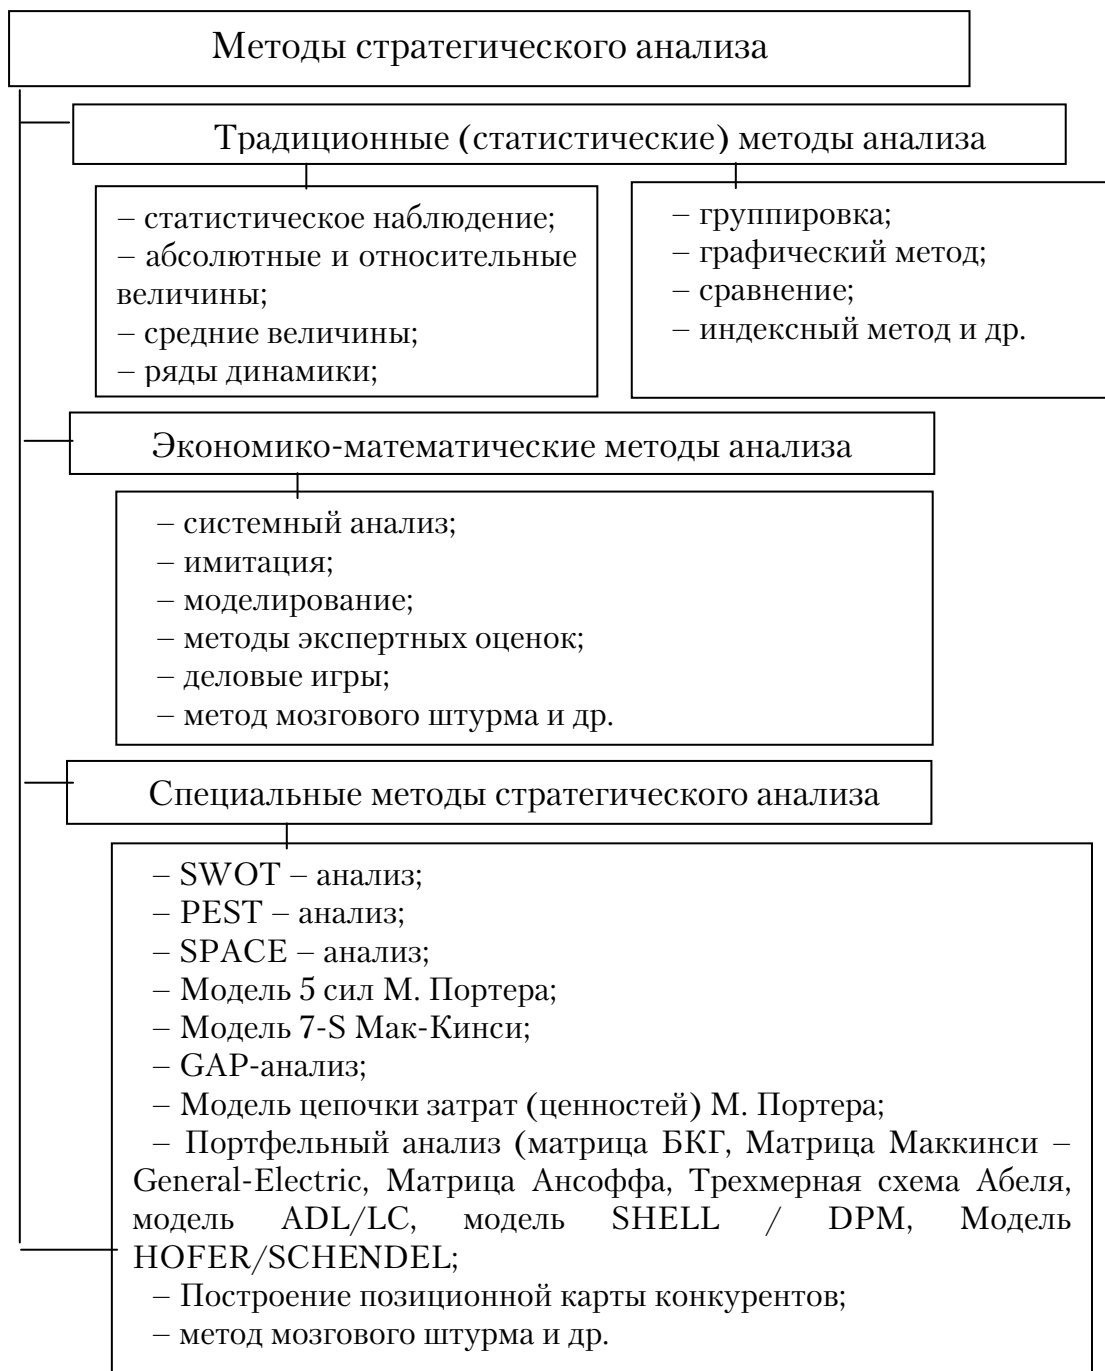 Методы стратегического анализа
Традиционные (статистические) методы анализа
– статистическое наблюдение;
– абсолютные и относительные
величины;
– средние величины;
– ряды динамики;
– группировка;
– графический метод;
– сравнение;
– индексный метод и др.
Экономико-математические методы анализа
– системный анализ;
– имитация;
– моделирование;
– методы экспертных оценок;
– деловые игры;
– метод мозгового штурма и др.
Специальные методы стратегического анализа
– SWOT – анализ;
– PEST – анализ;
– SPACE – анализ;
– Модель 5 сил М. Портера;
– Модель 7-S Мак-Кинси;
– GAP-анализ;
– Модель цепочки затрат (ценностей) М. Портера;
– Портфельный анализ (матрица БКГ, Матрица Маккинси –
General-Electric, Матрица Ансоффа, Трехмерная схема Абеля,
модель ADL/LC, модель SHELL / DPM, Модель
HOFER/SCHENDEL;
– Построение позиционной карты конкурентов;
– метод мозгового штурма и др.